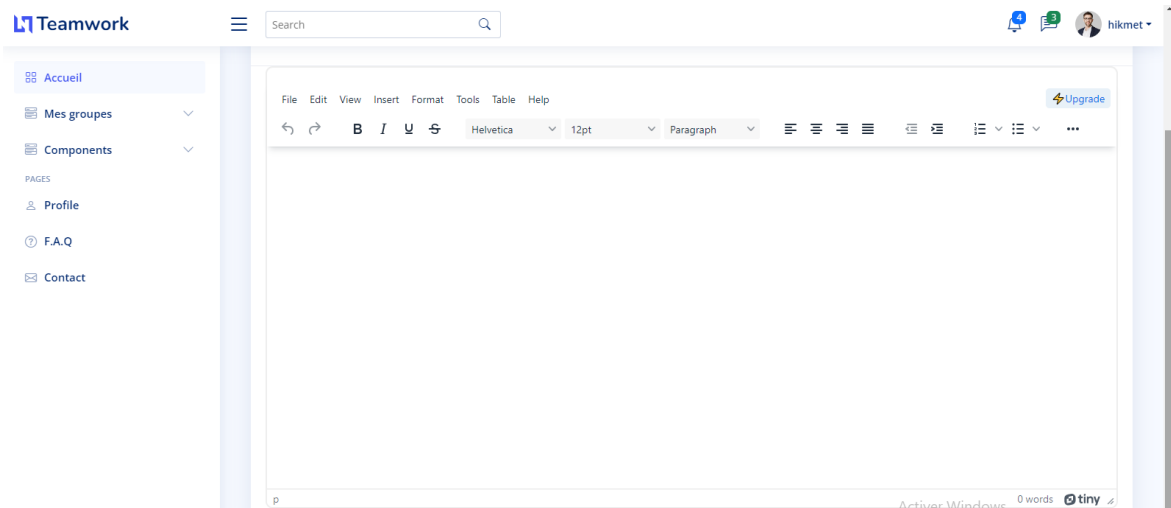 Teamwork
Search
4
3
hikmet
Accueil
Mes groupes
Components
PAGES
Profile
F.A.Q
Contact
File Edit View Insert Format Tools Table Help
⚡Upgrade
B I U S Helvetica 12pt Paragraph
p
0 words tiny
Activer Windows